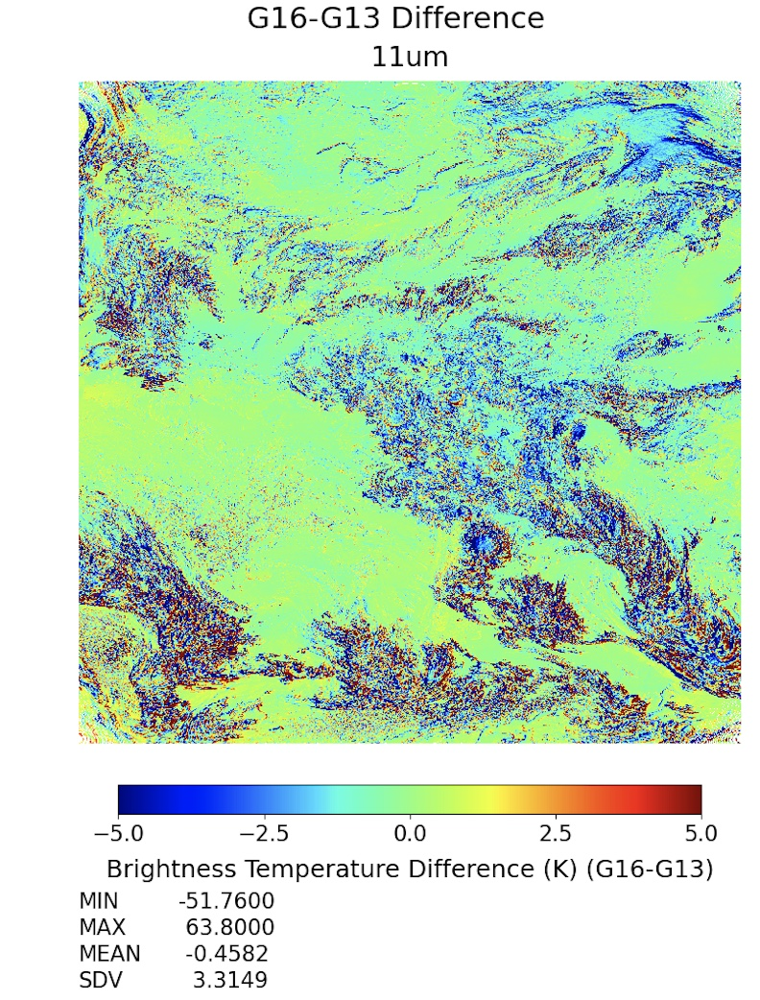 G16-G13 Difference
11um
−5.0 −2.5 0.0 2.5 5.0
Brightness Temperature Difference (K) (G16-G13)
MIN -51.7600
MAX 63.8000
MEAN -0.4582
SDV 3.3149